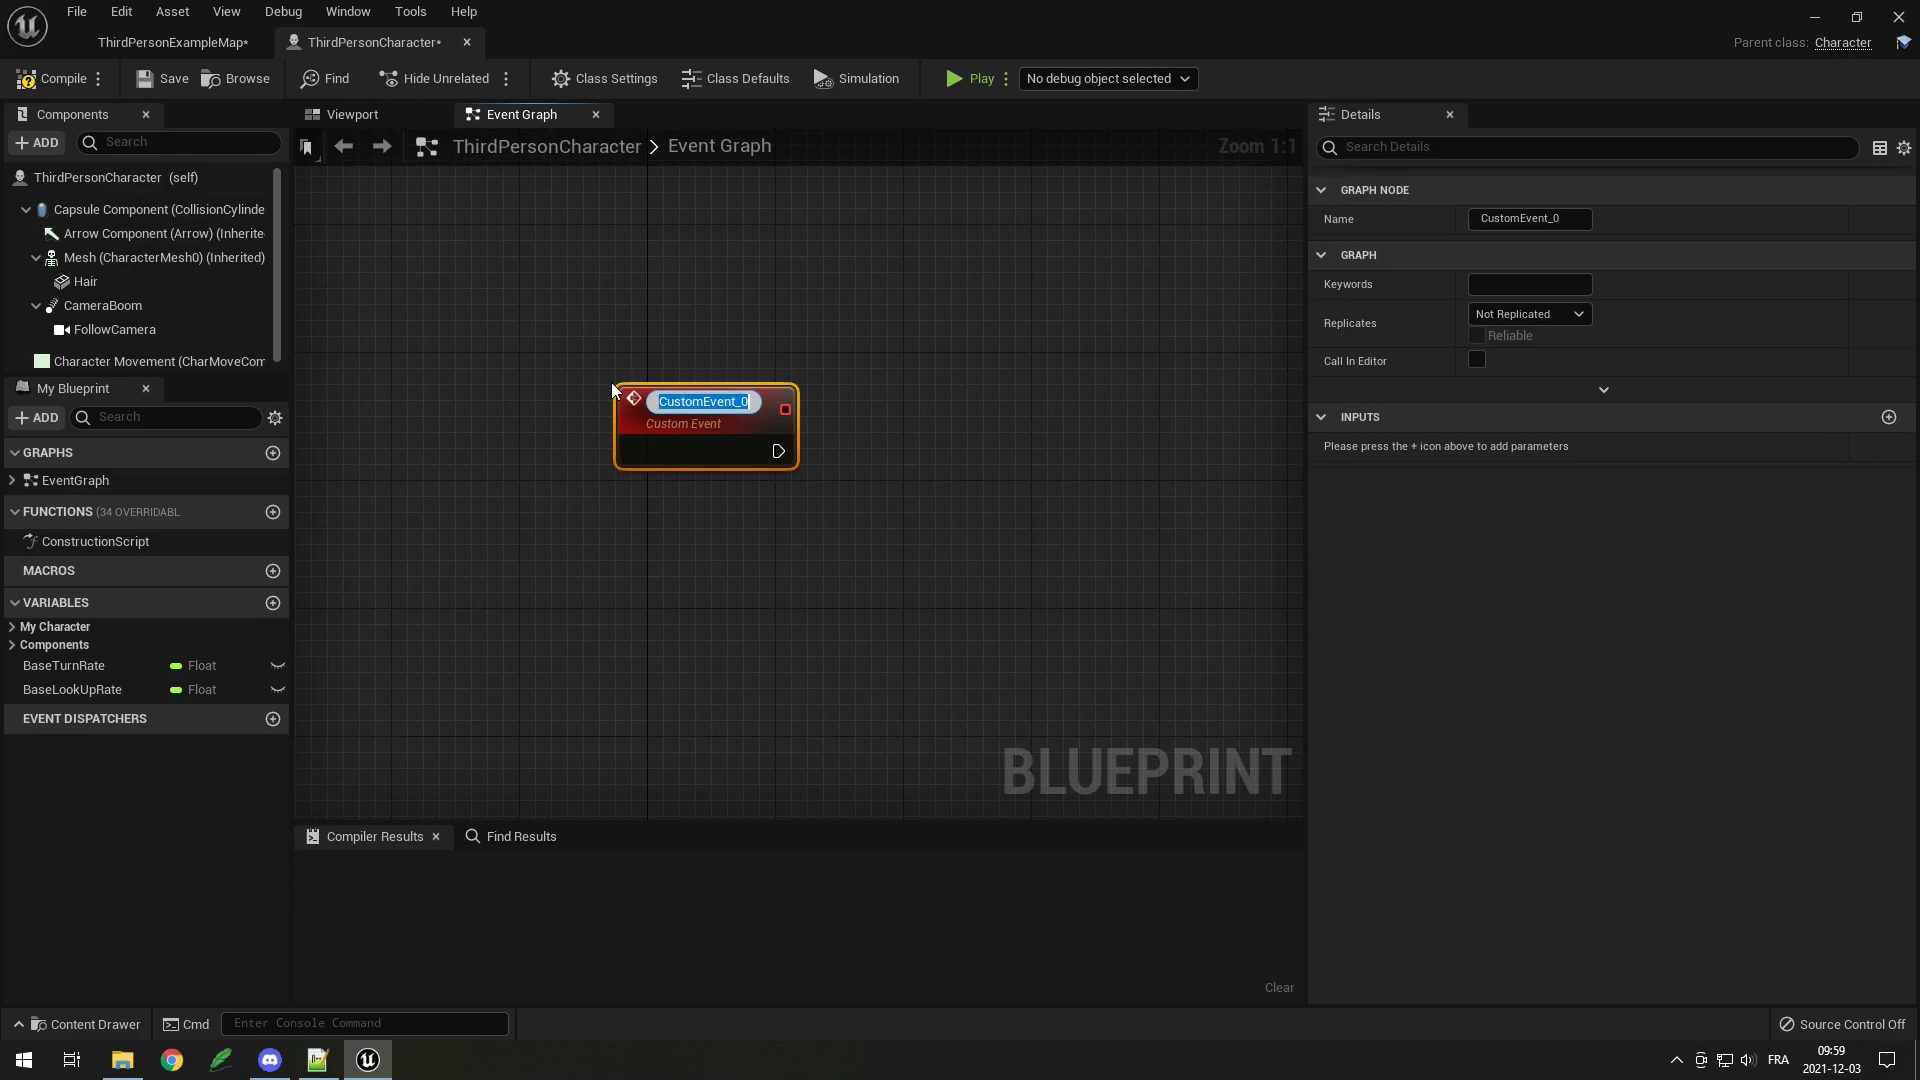 File Edit Asset View Debug Window Tools Help
ThirdPersonExampleMap* ThirdPersonCharacter* Parent class: Character
Compile Save Browse Find Hide Unrelated Class Settings Class Defaults Simulation Play No debug object selected
Components Viewport Event Graph Details
ADD Search ThirdPersonCharacter Event Graph Zoom 1:1 Search Details
ThirdPersonCharacter (self)
Capsule Component (CollisionCylinde
Arrow Component (Arrow) (Inherite
Mesh (CharacterMesh0) (Inherited)
Hair
CameraBoom
FollowCamera
Character Movement (CharMoveCom
My Blueprint
ADD Search
GRAPHS
EventGraph
FUNCTIONS (34 OVERRIDABL
ConstructionScript
MACROS
VARIABLES
My Character
Components
BaseTurnRate Float
BaseLookUpRate Float
EVENT DISPATCHERS
CustomEvent_0
Custom Event
BLUEPRINT
Compiler Results Find Results
Clear
GRAPH NODE
Name CustomEvent_0
GRAPH
Keywords
Replicates Not Replicated
Reliable
Call In Editor
INPUTS
Please press the + icon above to add parameters
Content Drawer Cmd Enter Console Command Source Control Off
FRA 09:59
2021-12-03